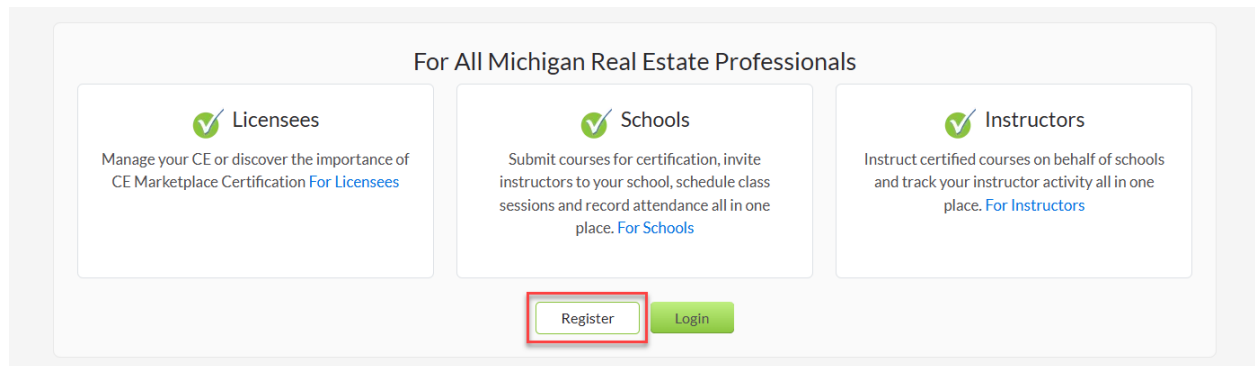 For All Michigan Real Estate Professionals
Licensees
Manage your CE or discover the importance of
CE Marketplace Certification For Licensees
Schools
Submit courses for certification, invite
instructors to your school, schedule class
sessions and record attendance all in one
place. For Schools
Instructors
Instruct certified courses on behalf of schools
and track your instructor activity all in one
place. For Instructors
Register
Login